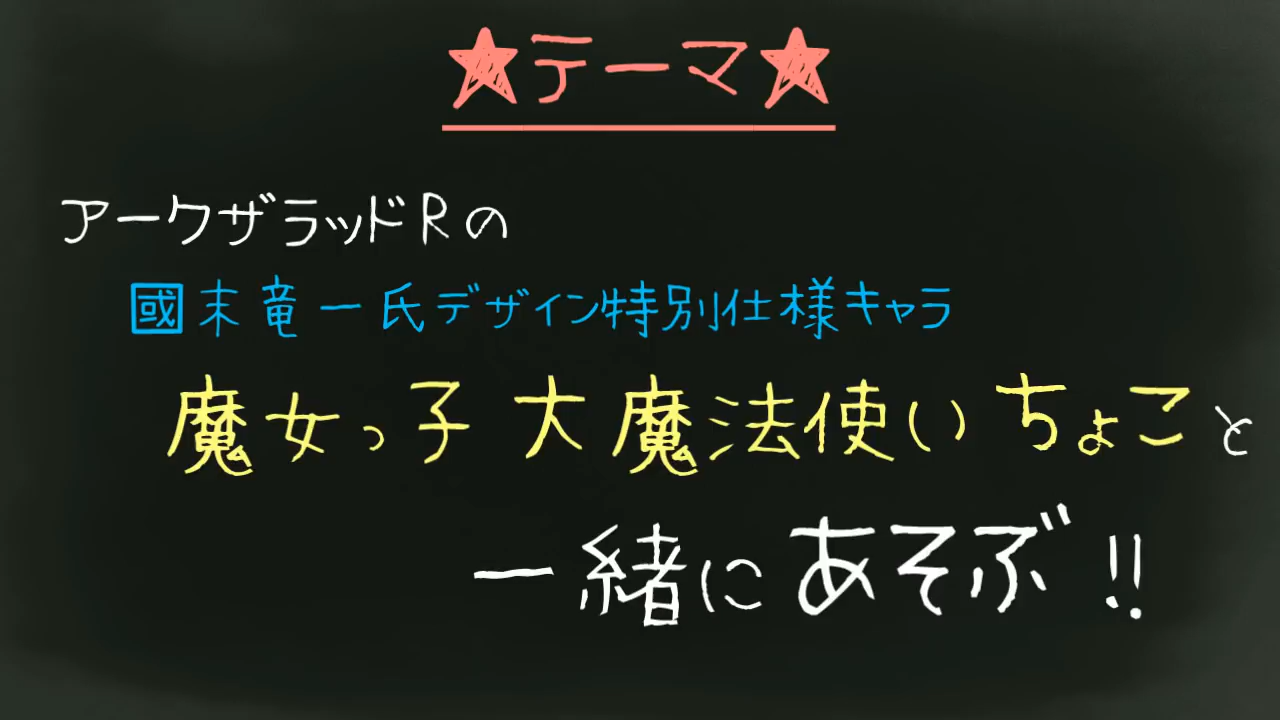 ★テーマ★
アークザラッドRの
國末竜一氏デザイン特別仕様キャラ
魔女っ子 大魔法使い ちょこと
一緒にあそぶ!!